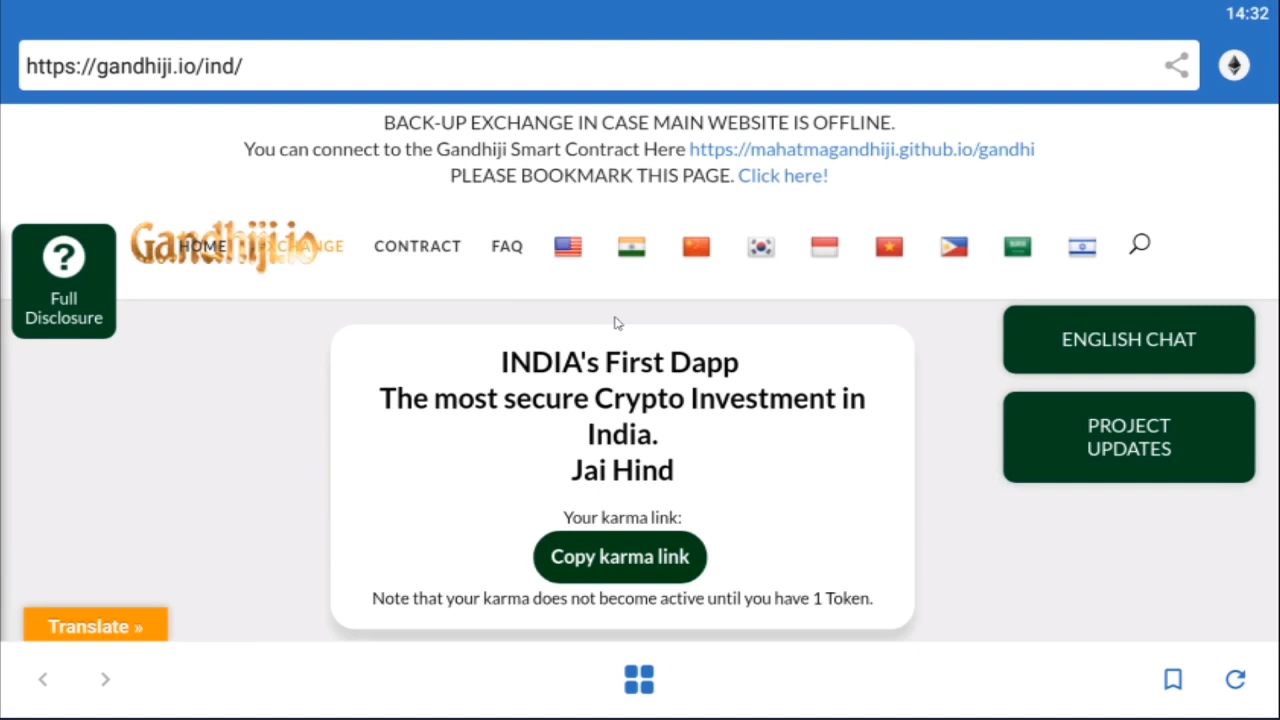 14:32
https://gandhiji.io/ind/
BACK-UP EXCHANGE IN CASE MAIN WEBSITE IS OFFLINE.
You can connect to the Gandhiji Smart Contract Here https://mahatmagandhiji.github.io/gandhi
PLEASE BOOKMARK THIS PAGE. Click here!
Gandhiji.io
HOME EXCHANGE CONTRACT FAQ
?
Full
Disclosure
INDIA's First Dapp
The most secure Crypto Investment in
India.
Jai Hind
Your karma link:
Copy karma link
Note that your karma does not become active until you have 1 Token.
ENGLISH CHAT
PROJECT
UPDATES
Translate »